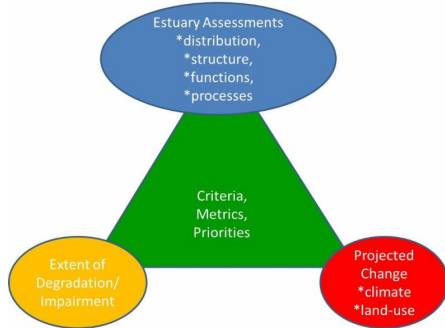 Estuary Assessments
*distribution,
*structure,
*functions,
*processes
Criteria,
Metrics,
Priorities
Extent of
Degradation/
Impairment
Projected
Change
*climate
*land-use